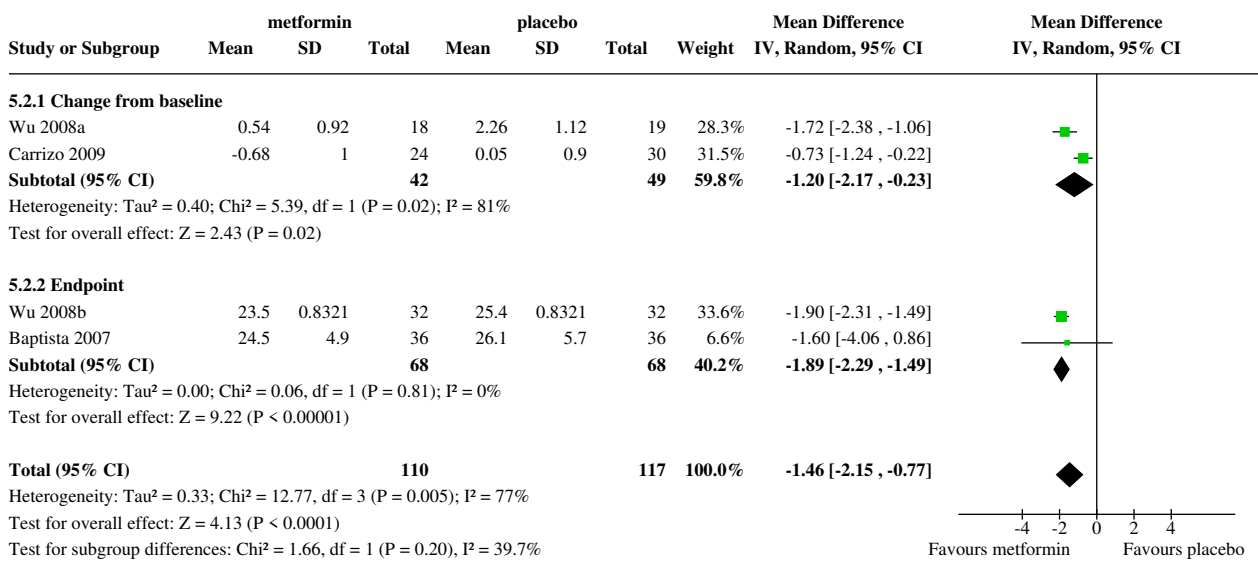 metformin placebo Mean Difference Mean Difference
Study or Subgroup Mean SD Total Mean SD Total Weight IV, Random, 95% CI IV, Random, 95% CI
5.2.1 Change from baseline
Wu 2008a 0.54 0.92 18 2.26 1.12 19 28.3% -1.72 [-2.38 , -1.06]
Carrizo 2009 -0.68 1 24 0.05 0.9 30 31.5% -0.73 [-1.24 , -0.22]
Subtotal (95% CI) 42 49 59.8% -1.20 [-2.17 , -0.23]
Heterogeneity: Tau² = 0.40; Chi² = 5.39, df = 1 (P = 0.02); I² = 81%
Test for overall effect: Z = 2.43 (P = 0.02)
5.2.2 Endpoint
Wu 2008b 23.5 0.8321 32 25.4 0.8321 32 33.6% -1.90 [-2.31 , -1.49]
Baptista 2007 24.5 4.9 36 26.1 5.7 36 6.6% -1.60 [-4.06 , 0.86]
Subtotal (95% CI) 68 68 40.2% -1.89 [-2.29 , -1.49]
Heterogeneity: Tau² = 0.00; Chi² = 0.06, df = 1 (P = 0.81); I² = 0%
Test for overall effect: Z = 9.22 (P < 0.00001)
Total (95% CI) 110 117 100.0% -1.46 [-2.15 , -0.77]
Heterogeneity: Tau² = 0.33; Chi² = 12.77, df = 3 (P = 0.005); I² = 77%
Test for overall effect: Z = 4.13 (P < 0.0001)
-4 -2 0 2 4
Test for subgroup differences: Chi² = 1.66, df = 1 (P = 0.20), I² = 39.7% Favours metformin Favours placebo